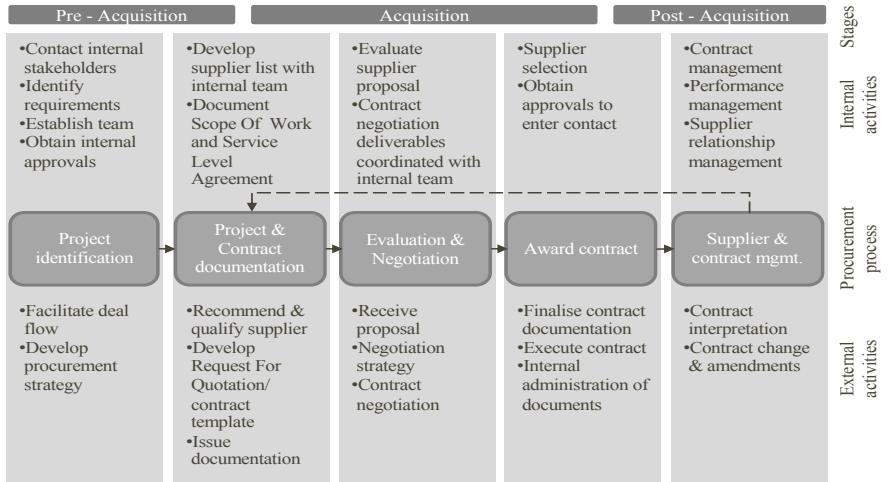 Pre - Acquisition
Acquisition
Post - Acquisition
Stages
•Contact internal
stakeholders
•Identify
requirements
•Establish team
•Obtain internal
approvals
•Develop
supplier list with
internal team
•Document
Scope Of Work
and Service
Level
Agreement
•Evaluate
supplier
proposal
•Contract
negotiation
deliverables
coordinated with
internal team
•Supplier
selection
•Obtain
approvals to
enter contact
•Contract
management
•Performance
management
•Supplier
relationship
management
Internal
activities
Project
identification
Project &
Contract
documentation
Evaluation &
Negotiation
Award contract
Supplier &
contract mgmt.
Procurement
process
•Facilitate deal
flow
•Develop
procurement
strategy
•Recommend &
qualify supplier
•Develop
Request For
Quotation/
contract
template
•Issue
documentation
•Receive
proposal
•Negotiation
strategy
•Contract
negotiation
•Finalise contract
documentation
•Execute contract
•Internal
administration of
documents
•Contract
interpretation
•Contract change
& amendments
External
activities